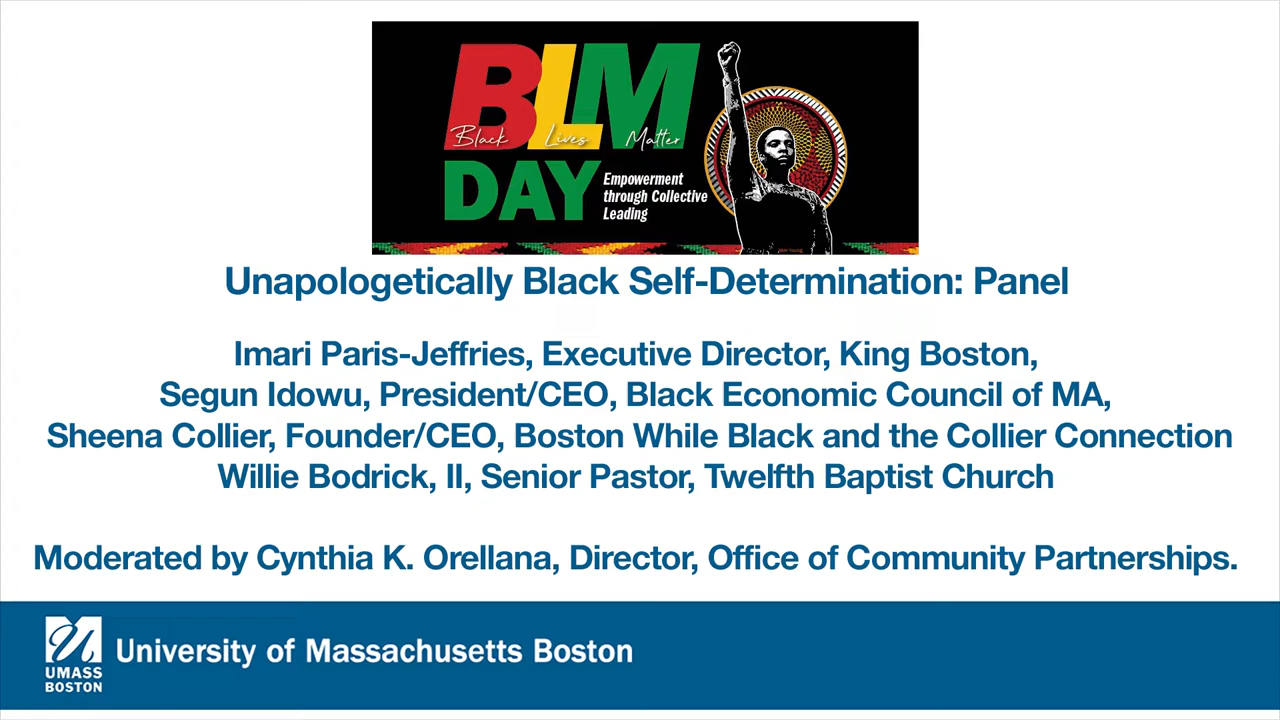 BLM
Black Lives Matter
DAY
Empowerment
through Collective
Leading
Unapologetically Black Self-Determination: Panel
Imari Paris-Jeffries, Executive Director, King Boston,
Segun Idowu, President/CEO, Black Economic Council of MA,
Sheena Collier, Founder/CEO, Boston While Black and the Collier Connection
Willie Bodrick, II, Senior Pastor, Twelfth Baptist Church
Moderated by Cynthia K. Orellana, Director, Office of Community Partnerships.
UMASS
BOSTON
University of Massachusetts Boston